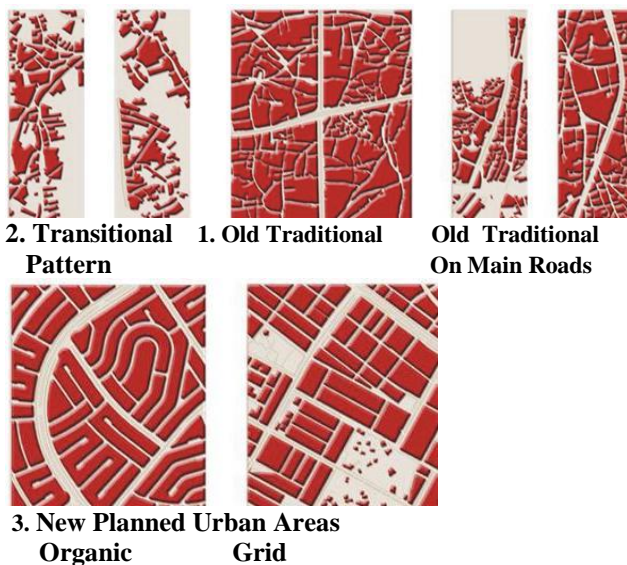 2. Transitional Pattern
1. Old Traditional
Old Traditional
On Main Roads
3. New Planned Urban Areas
Organic Grid